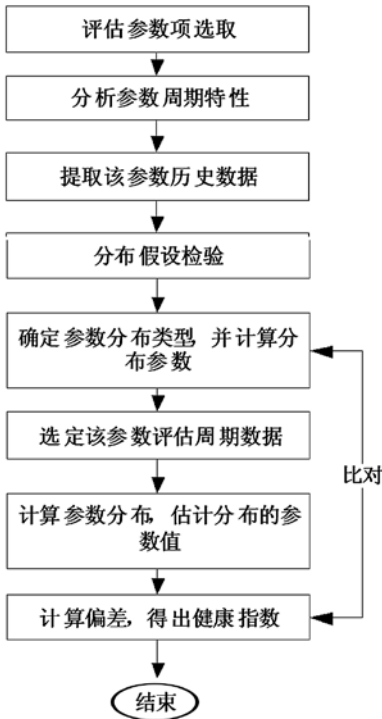 评估参数项选取
分析参数周期特性
提取该参数历史数据
分布假设检验
确定参数分布类型,并计算分
布参数
选定该参数评估周期数据
比对
计算参数分布,估计分布的参
数值
计算偏差,得出健康指数
结束